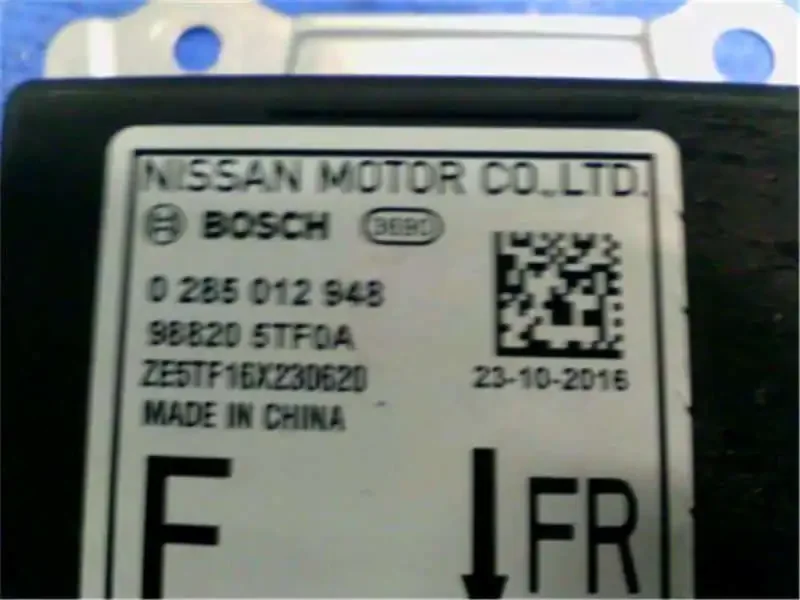 NISSAN MOTOR CO.,LTD.
BOSCH 3690
0 285 012 948
98820 5TF0A
ZE5TF16X230620
23-10-2016
MADE IN CHINA
F
FR